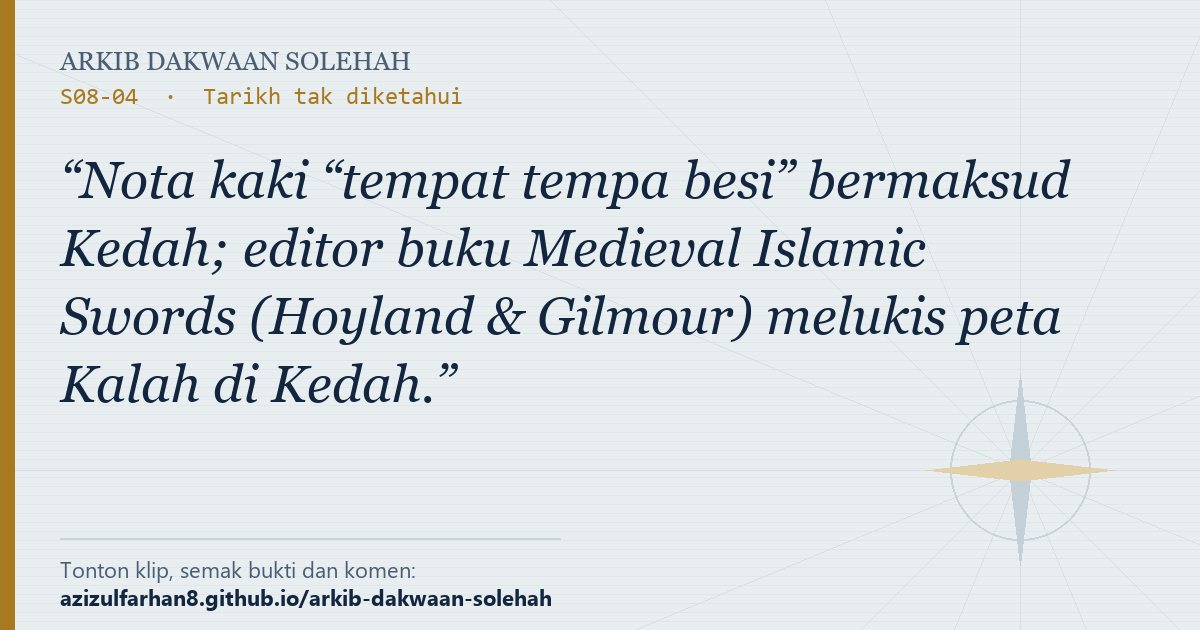 ARKIB DAKWAAN SOLEHAH
S08-04 · Tarikh tak diketahui
“Nota kaki “tempat tempa besi” bermaksud
Kedah; editor buku Medieval Islamic
Swords (Hoyland & Gilmour) melukis peta
Kalah di Kedah.”
Tonton klip, semak bukti dan komen:
azizulfarhan8.github.io/arkib-dakwaan-solehah